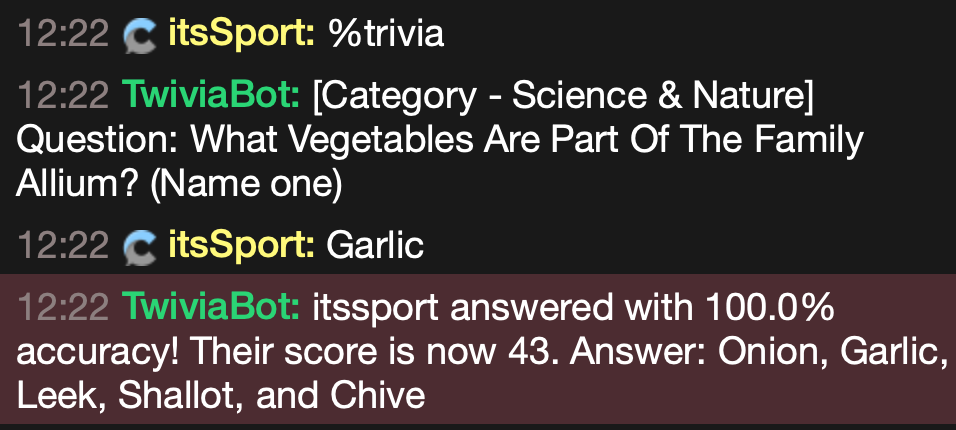 12:22 itsSport: %trivia
12:22 TwiviaBot: [Category - Science & Nature]
Question: What Vegetables Are Part Of The Family
Allium? (Name one)
12:22 itsSport: Garlic
12:22 TwiviaBot: itssport answered with 100.0%
accuracy! Their score is now 43. Answer: Onion, Garlic,
Leek, Shallot, and Chive